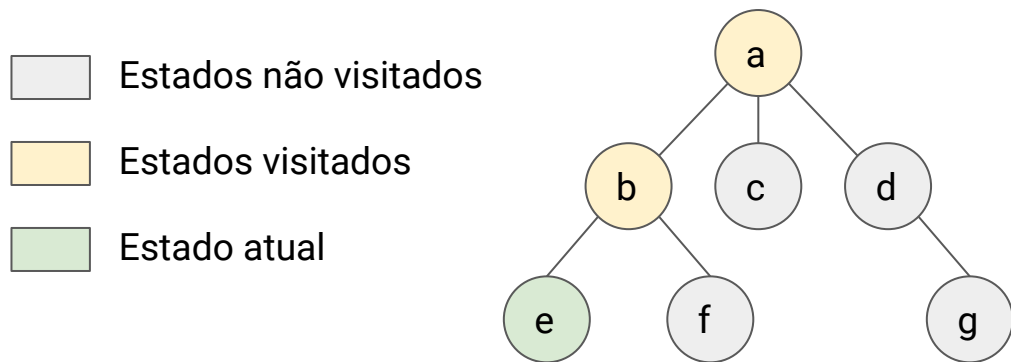 Estados não visitados
Estados visitados
Estado atual
a
b c d
e f g